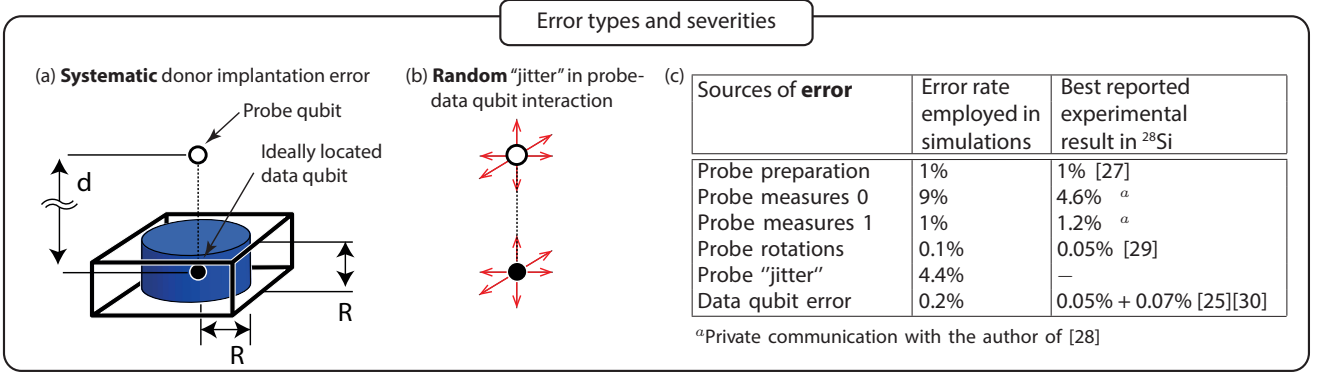 Error types and severities
(a) Systematic donor implantation error
Probe qubit
Ideally located
data qubit
d
R
R
(b) Random “jitter” in probe-
data qubit interaction
(c)
Sources of error
Error rate
employed in
simulations
Best reported
experimental
result in ²⁸Si
Probe preparation 1% 1% [27]
Probe measures 0 9% 4.6% a
Probe measures 1 1% 1.2% a
Probe rotations 0.1% 0.05% [29]
Probe ‘‘jitter’’ 4.4% –
Data qubit error 0.2% 0.05% + 0.07% [25][30]
aPrivate communication with the author of [28]